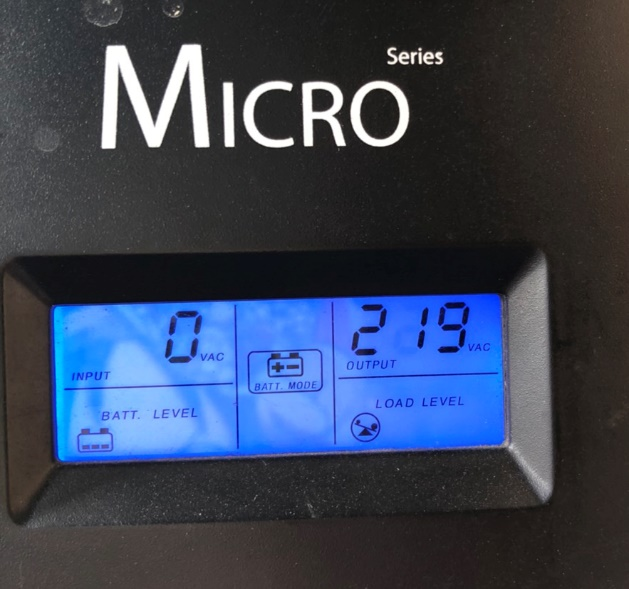 Series
MICRO
0 VAC
INPUT
BATT. MODE
219 VAC
OUTPUT
BATT. LEVEL
LOAD LEVEL